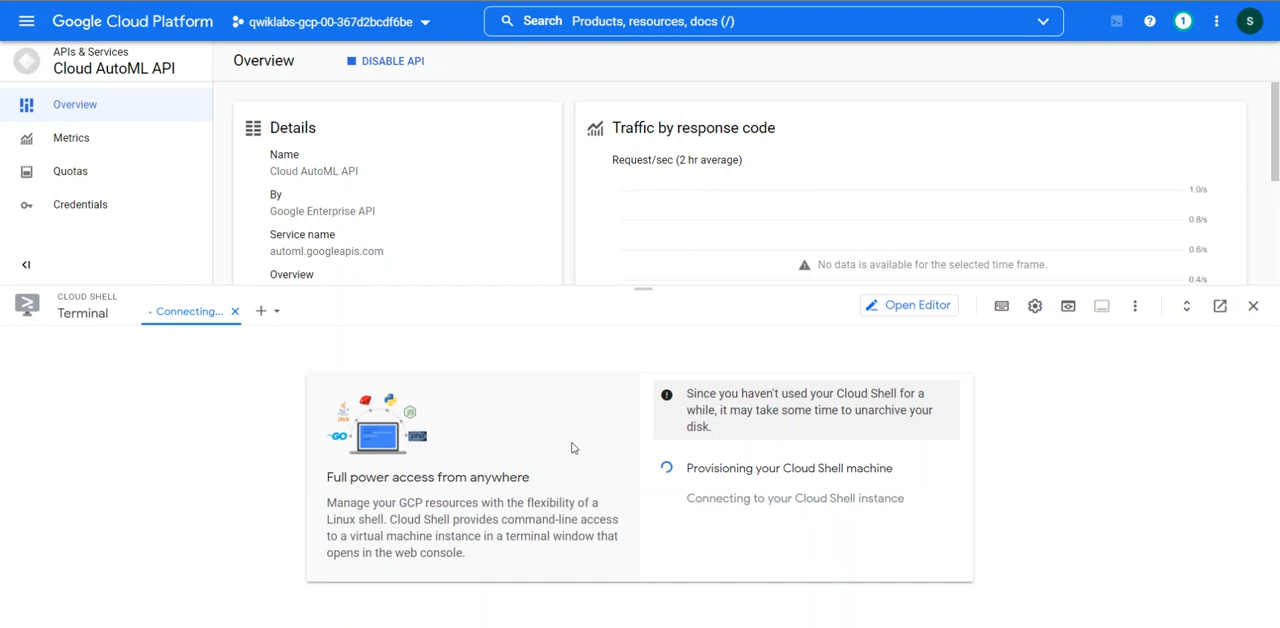 Google Cloud Platform
qwiklabs-gcp-00-367d2bcdf6be
Search Products, resources, docs (/)
1
S
APIs & Services
Cloud AutoML API
Overview
DISABLE API
Overview
Metrics
Quotas
Credentials
Details
Name
Cloud AutoML API
By
Google Enterprise API
Service name
automl.googleapis.com
Overview
Traffic by response code
Request/sec (2 hr average)
1.0/s
0.8/s
0.6/s
No data is available for the selected time frame.
0.4/s
CLOUD SHELL
Terminal
Connecting...
Open Editor
Java
GO
php
Full power access from anywhere
Manage your GCP resources with the flexibility of a
Linux shell. Cloud Shell provides command-line access
to a virtual machine instance in a terminal window that
opens in the web console.
Since you haven't used your Cloud Shell for a
while, it may take some time to unarchive your
disk.
Provisioning your Cloud Shell machine
Connecting to your Cloud Shell instance